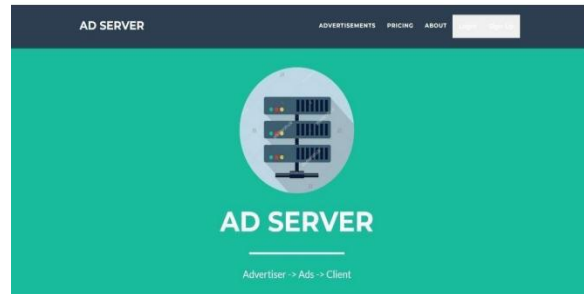 AD SERVER
ADVERTISEMENTS PRICING ABOUT
AD SERVER
Advertiser -> Ads -> Client